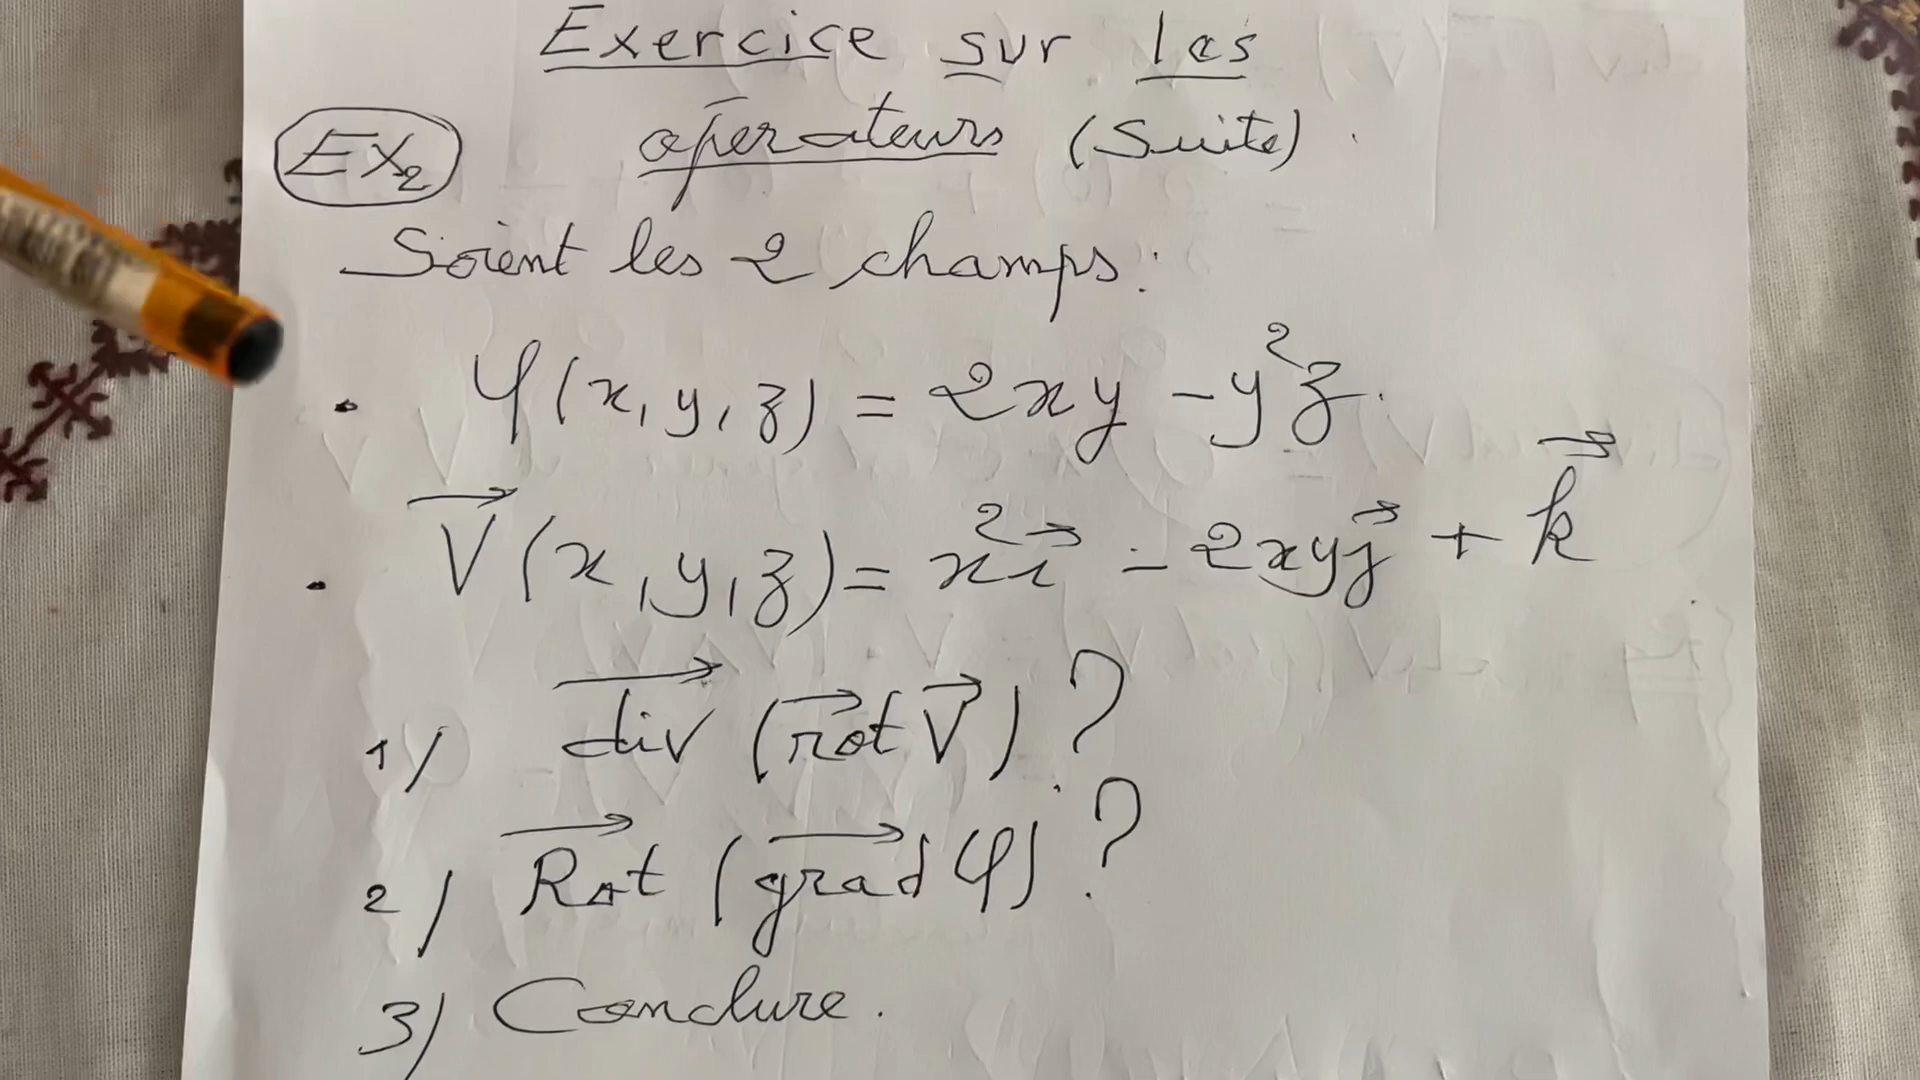 Exercice sur les
opérateurs (Suite)
Ex₂
Soient les 2 champs :
• φ(x, y, z) = 2xy - y²z.
• V⃗(x, y, z) = x²i⃗ - 2xyj⃗ + k⃗
1) div⃗ (rot⃗ V⃗) ?
2) Rot⃗ (grad⃗ φ) ?
3) Conclure.